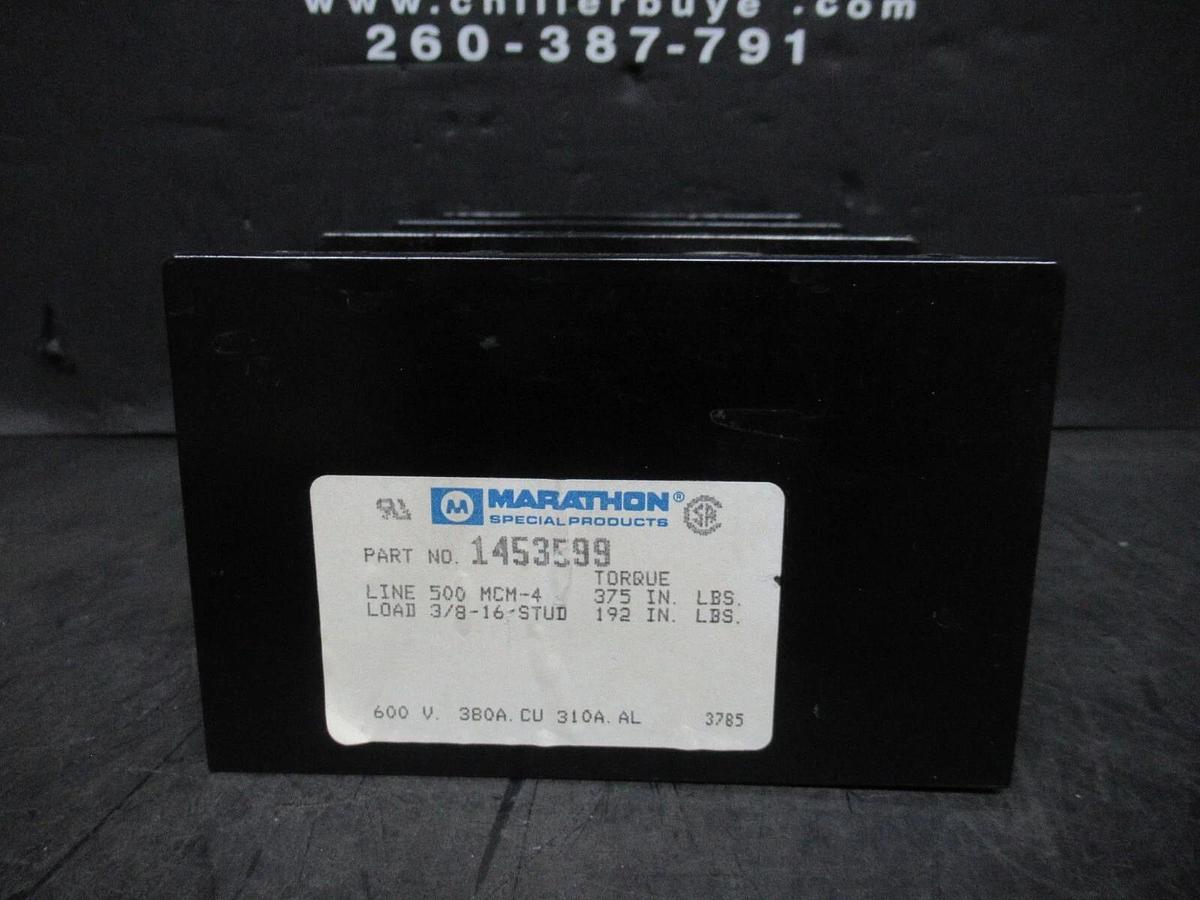 www.chillerbuye .com
260-387-791
MARATHON®
SPECIAL PRODUCTS
PART NO. 1453599
TORQUE
LINE 500 MCM-4 375 IN. LBS.
LOAD 3/8-16 STUD 192 IN. LBS.
600 V. 380A. CU 310A. AL 3785